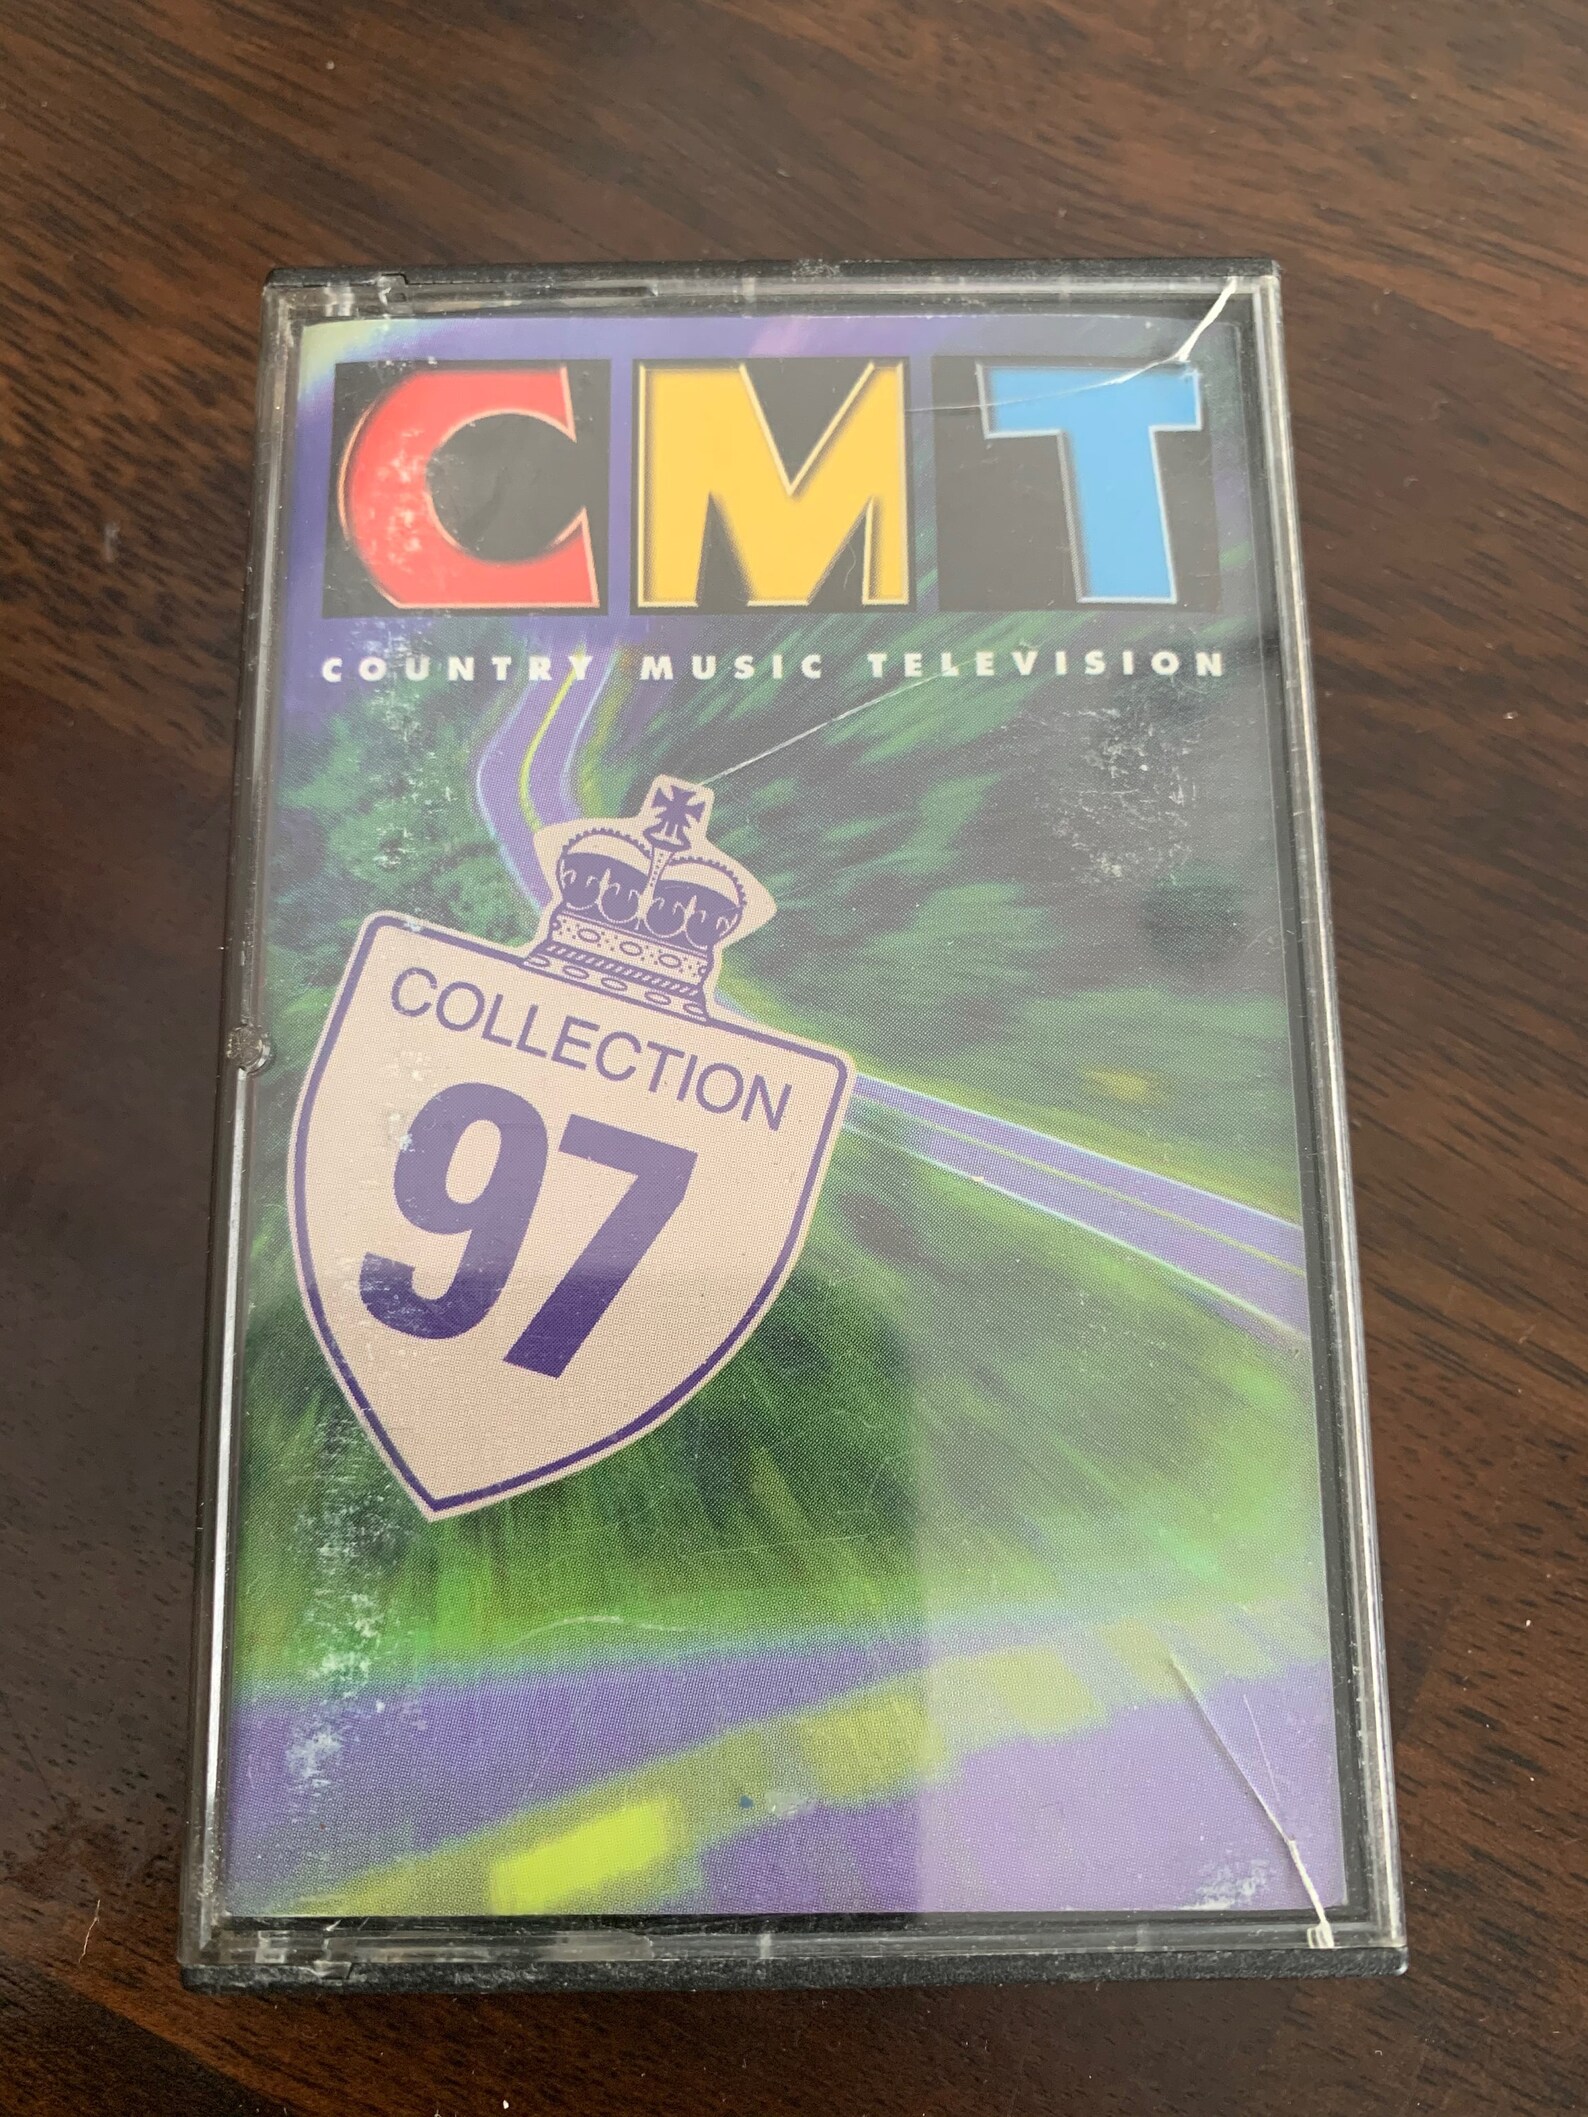 CMT
COUNTRY MUSIC TELEVISION
COLLECTION
97